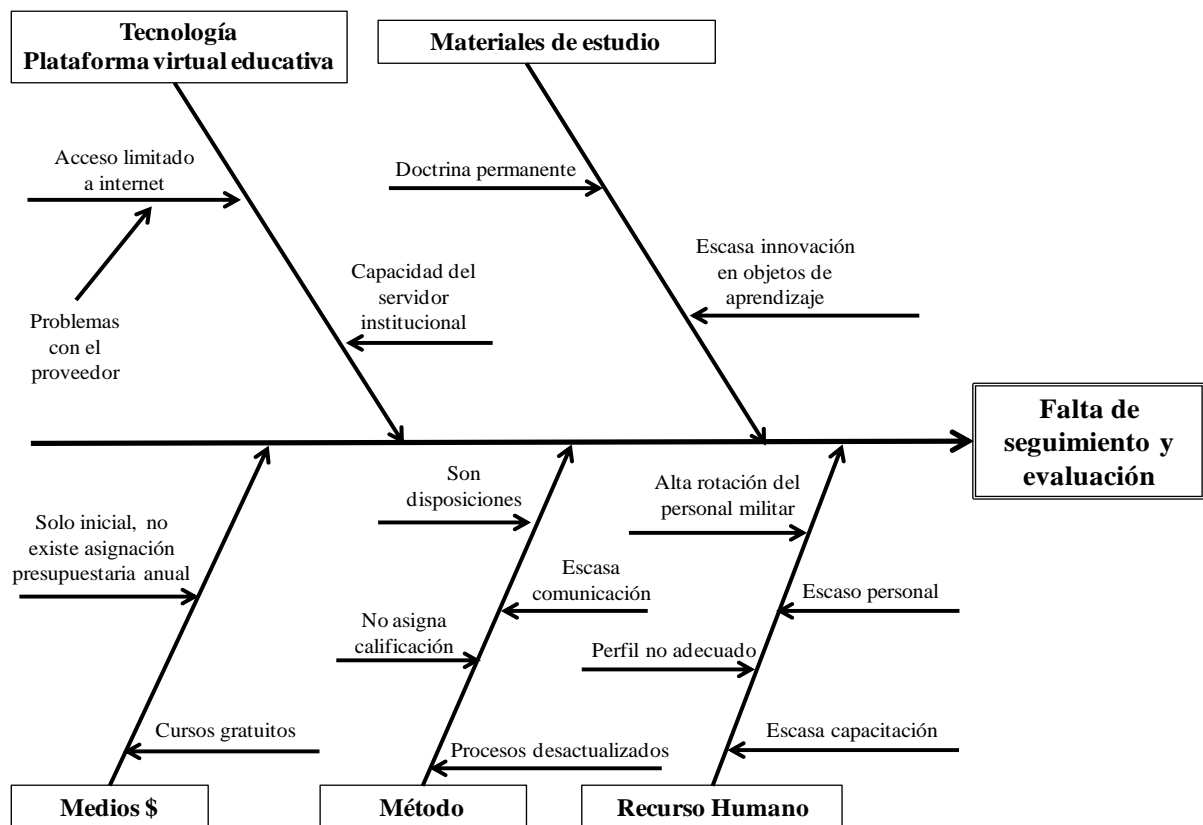 Tecnología
Plataforma virtual educativa
Materiales de estudio
Acceso limitado
a internet
Doctrina permanente
Escasa innovación
en objetos de
aprendizaje
Capacidad del
servidor
institucional
Problemas
con el
proveedor
Falta de
seguimiento y
evaluación
Solo inicial, no
existe asignación
presupuestaria anual
Son
disposiciones
Alta rotación del
personal militar
Escasa
comunicación
Escaso personal
No asigna
calificación
Perfil no adecuado
Cursos gratuitos
Procesos desactualizados
Escasa capacitación
Medios $
Método
Recurso Humano